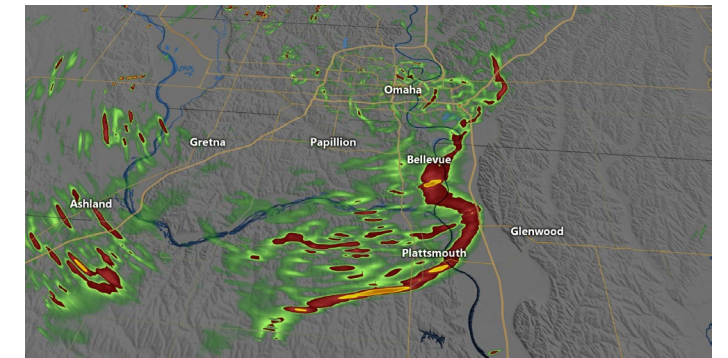 Omaha
Gretna
Papillion
Bellevue
Ashland
Glenwood
Plattsmouth